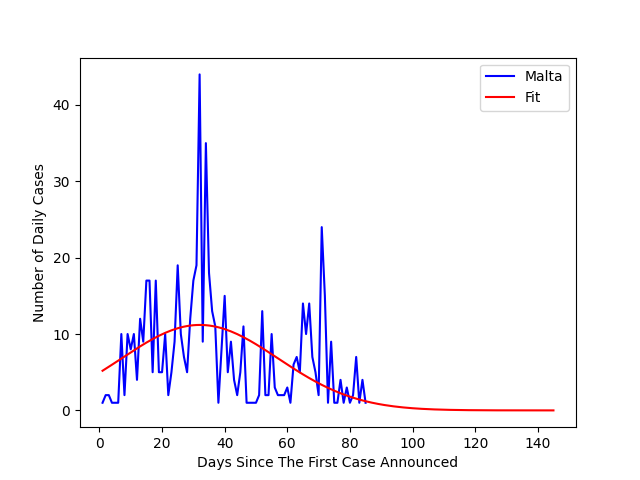 Malta
Fit
40
30
20
10
0
Number of Daily Cases
0 20 40 60 80 100 120 140
Days Since The First Case Announced